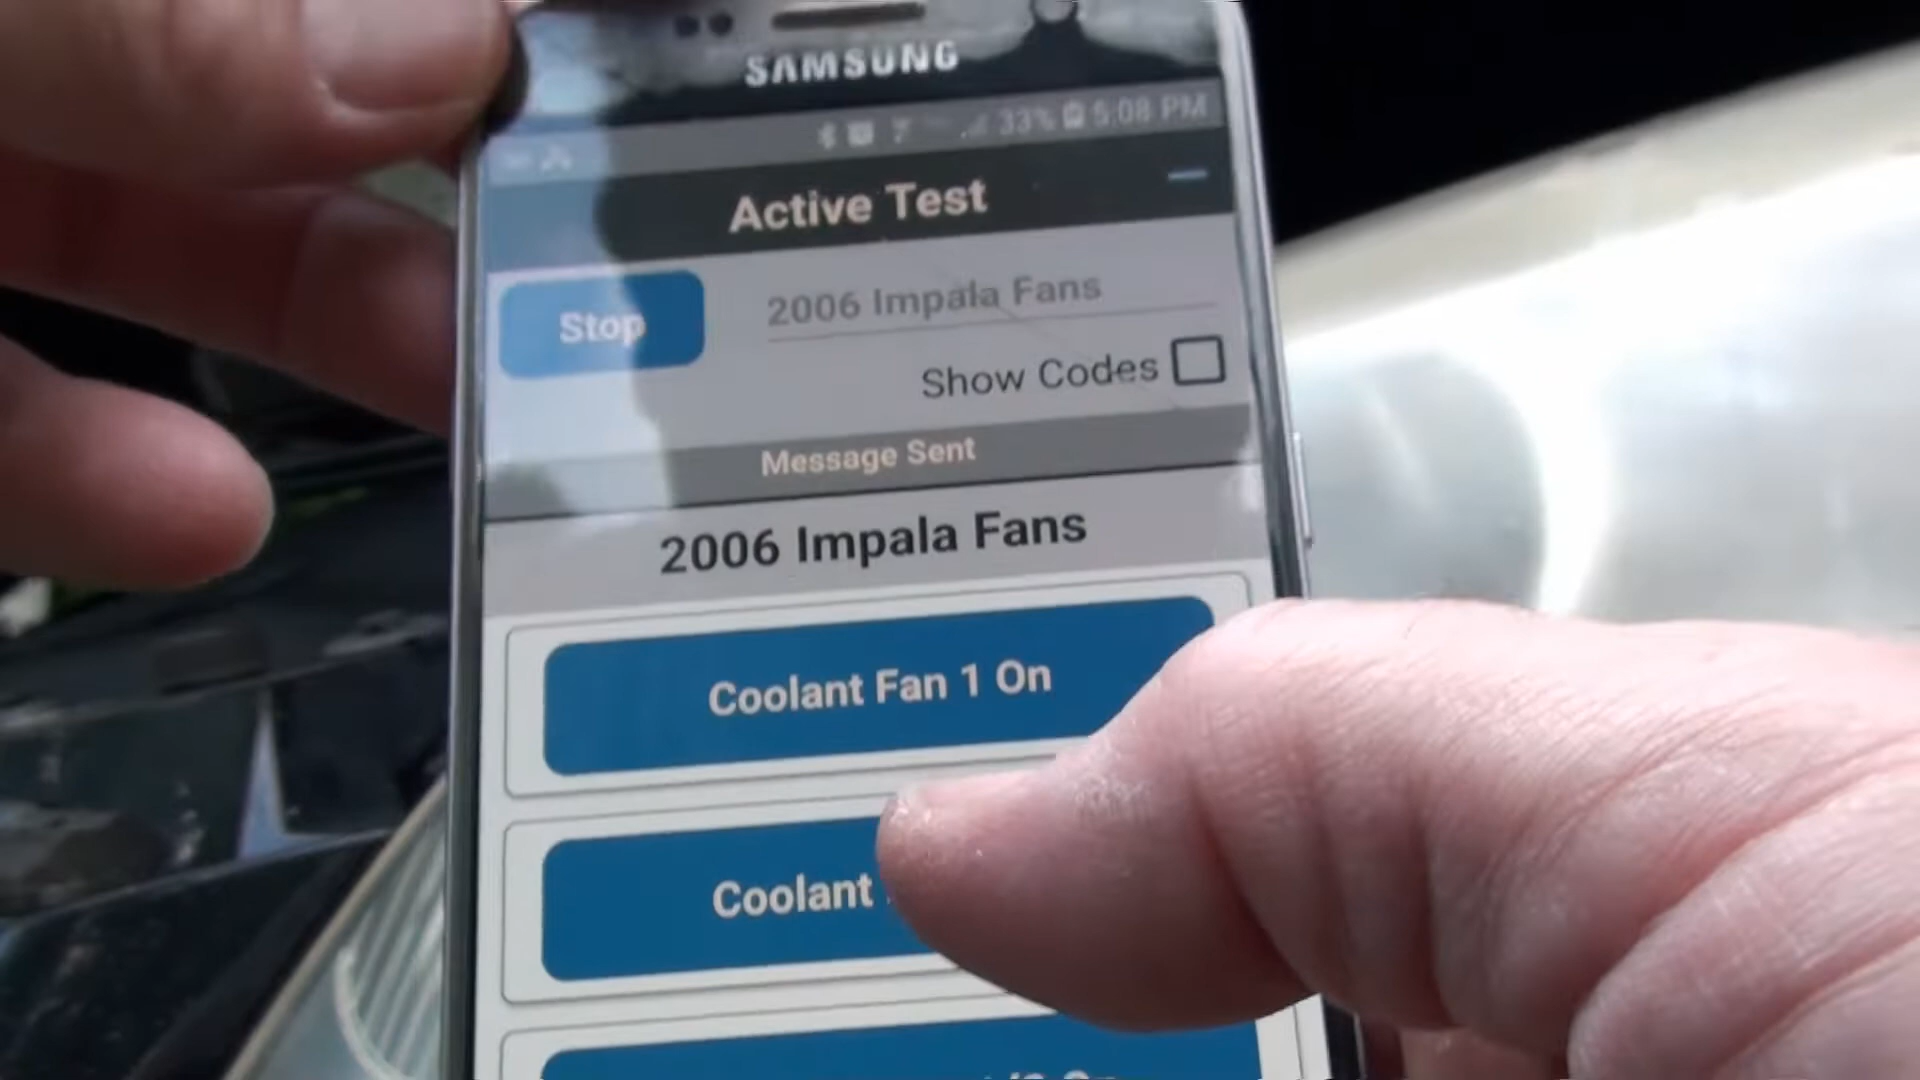 SAMSUNG
33% 5:08 PM
Active Test
Stop
2006 Impala Fans
Show Codes
Message Sent
2006 Impala Fans
Coolant Fan 1 On
Coolant
On